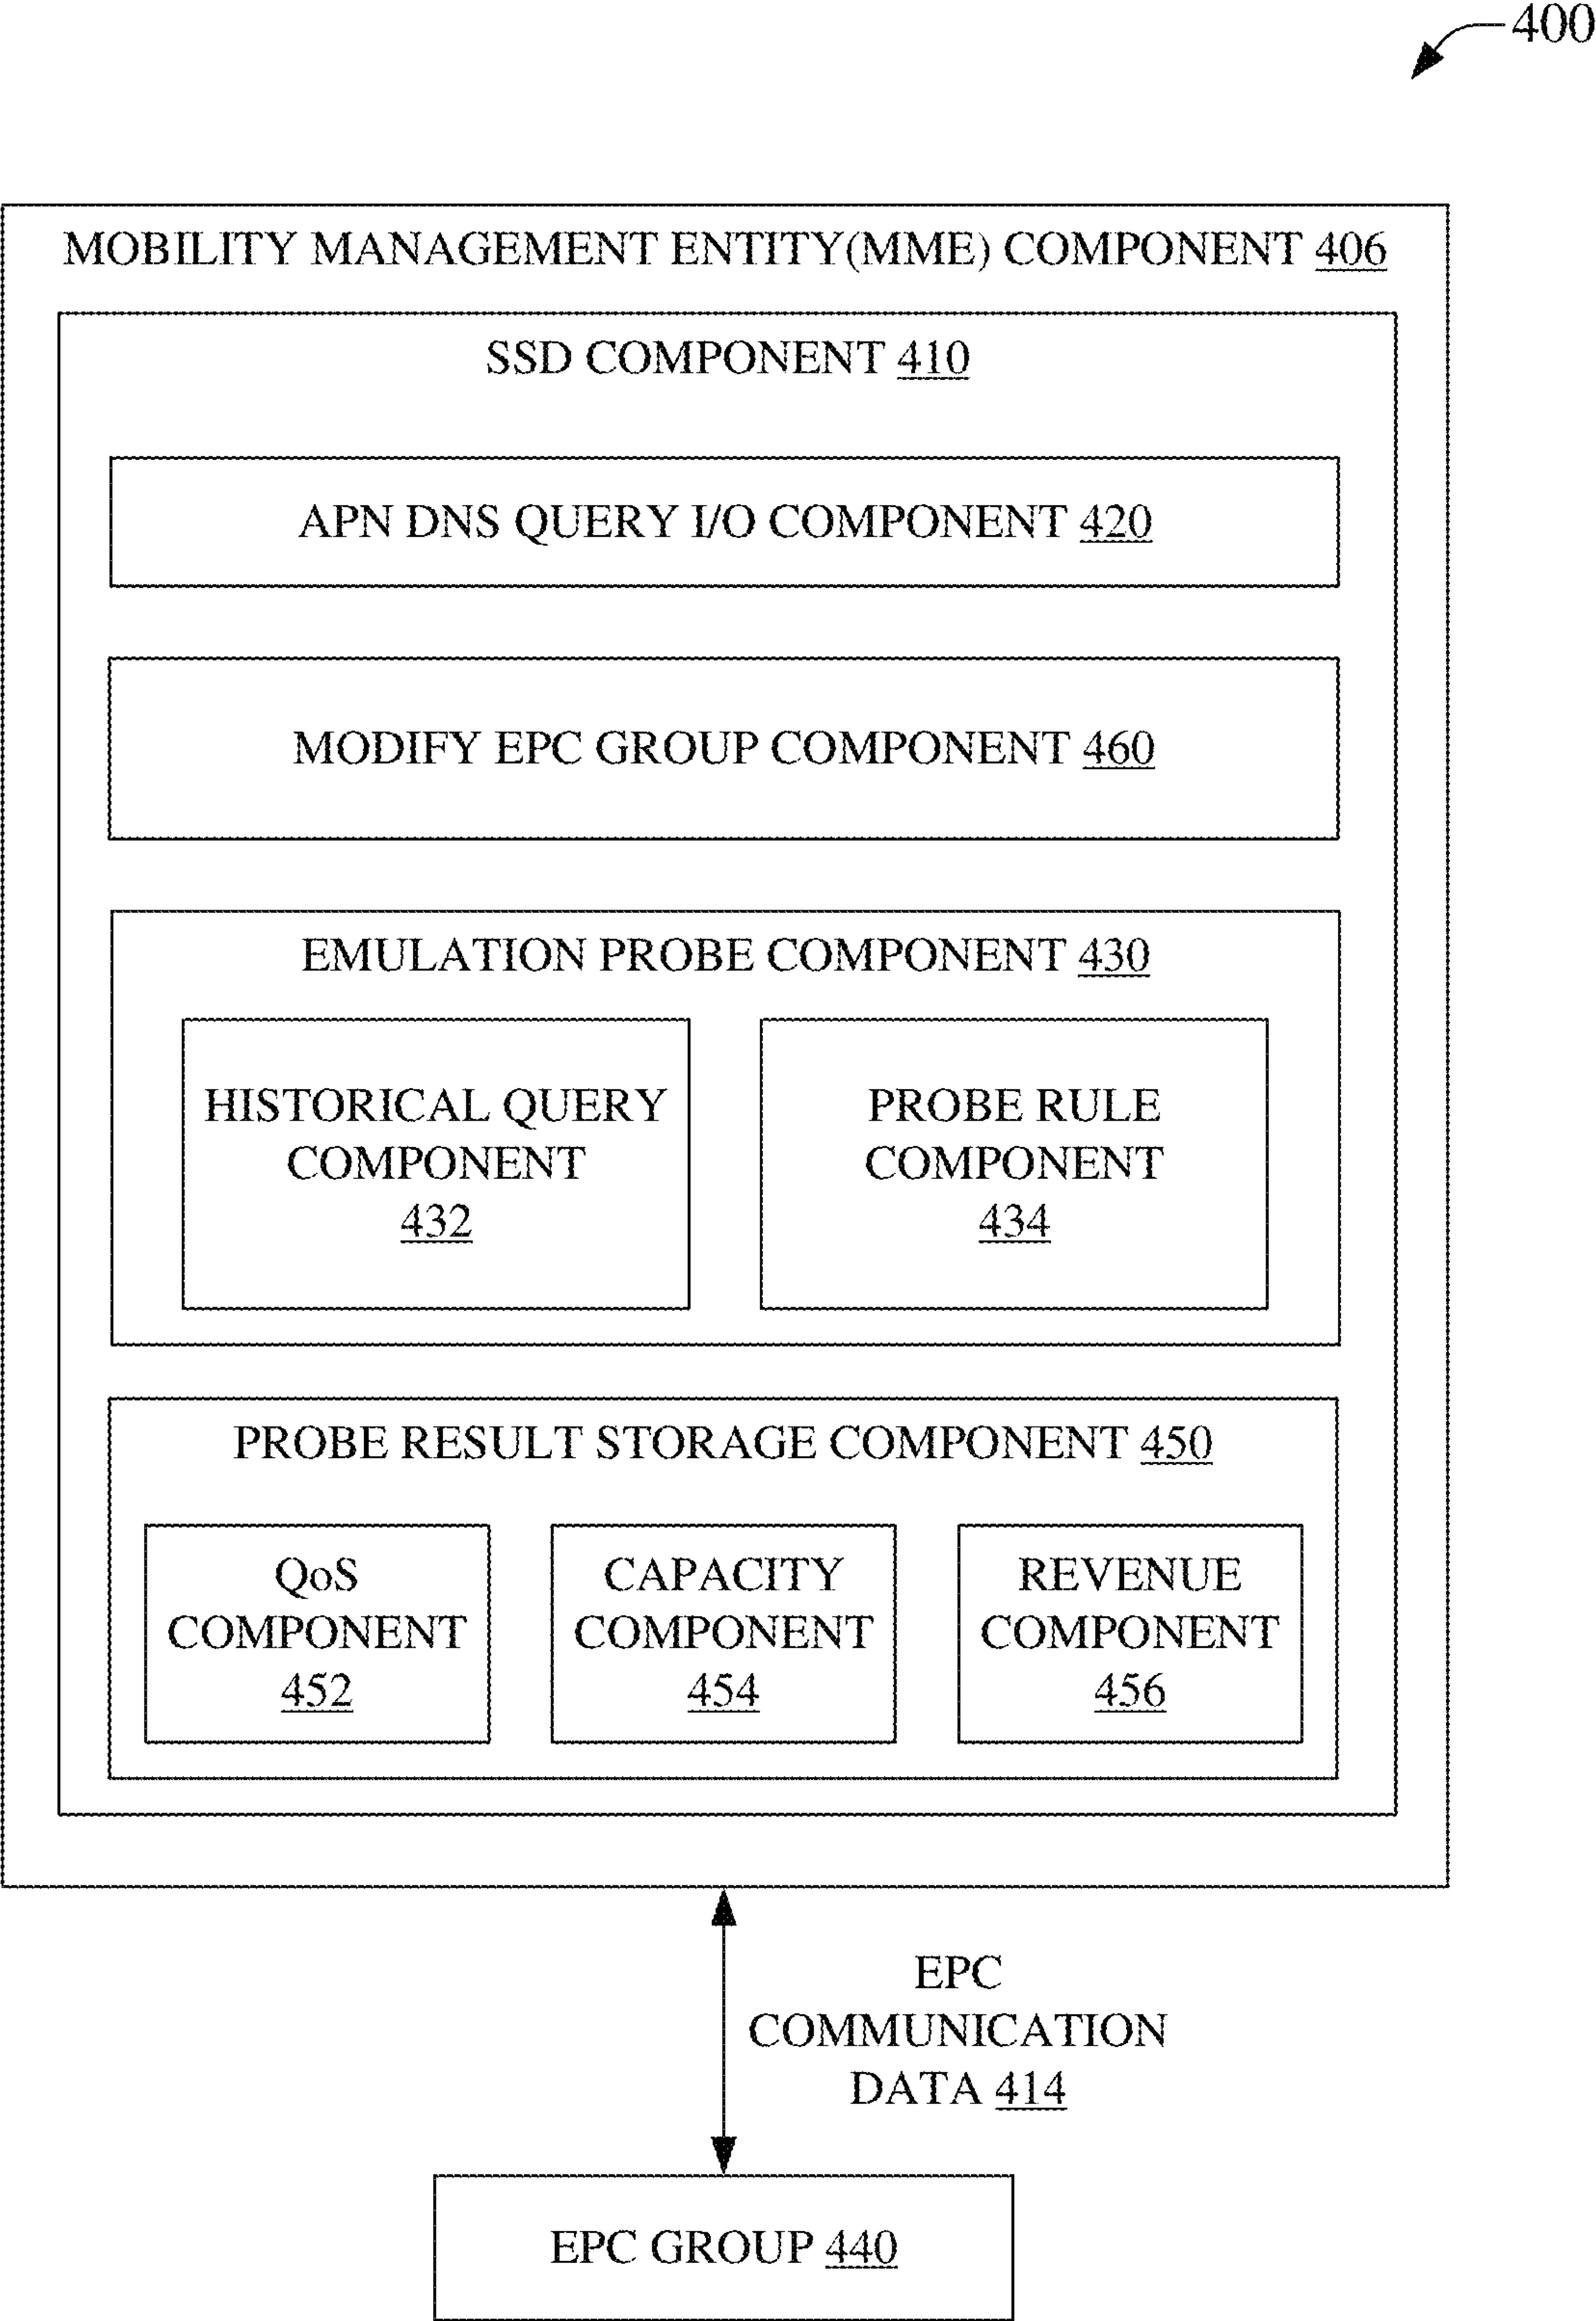 400
MOBILITY MANAGEMENT ENTITY(MME) COMPONENT 406
SSD COMPONENT 410
APN DNS QUERY I/O COMPONENT 420
MODIFY EPC GROUP COMPONENT 460
EMULATION PROBE COMPONENT 430
HISTORICAL QUERY
COMPONENT
432
PROBE RULE
COMPONENT
434
PROBE RESULT STORAGE COMPONENT 450
QoS
COMPONENT
452
CAPACITY
COMPONENT
454
REVENUE
COMPONENT
456
EPC
COMMUNICATION
DATA 414
EPC GROUP 440